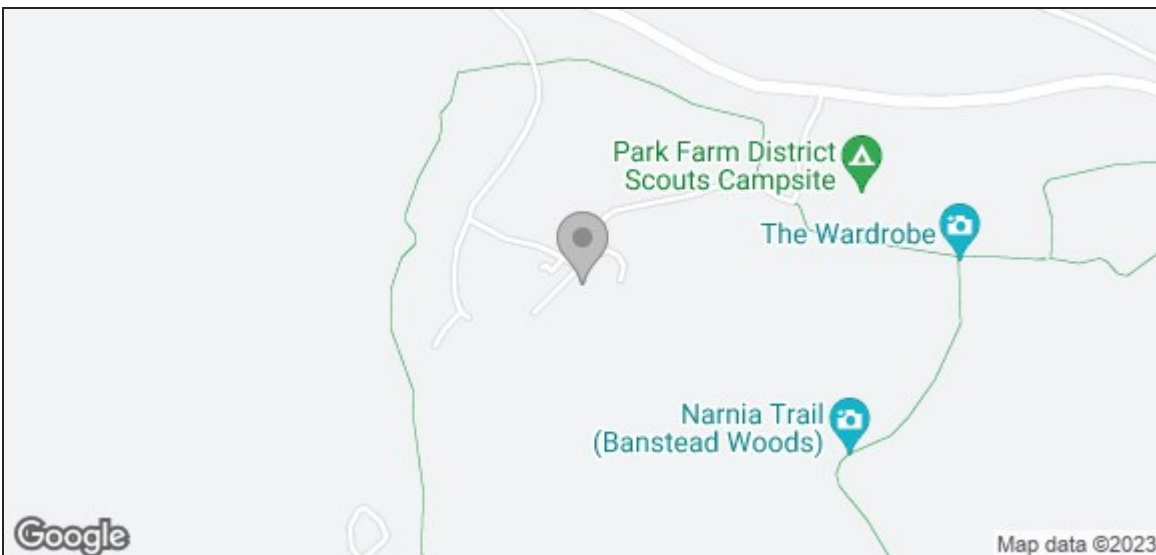 Park Farm District
Scouts Campsite
The Wardrobe
Narnia Trail
(Banstead Woods)
Google
Map data ©2023